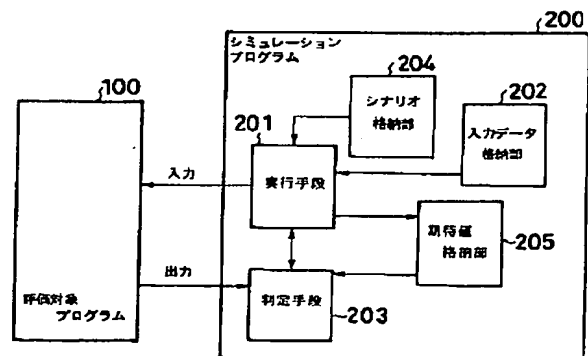 200
シミュレーション
プログラム
204
シナリオ
格納部
202
入力データ
格納部
100
201
入力
実行手段
期待値
格納部
205
出力
判定手段
203
評価対象
プログラム